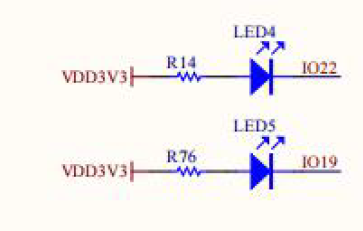 LED4
R14
VDD3V3
IO22
LED5
R76
VDD3V3
IO19